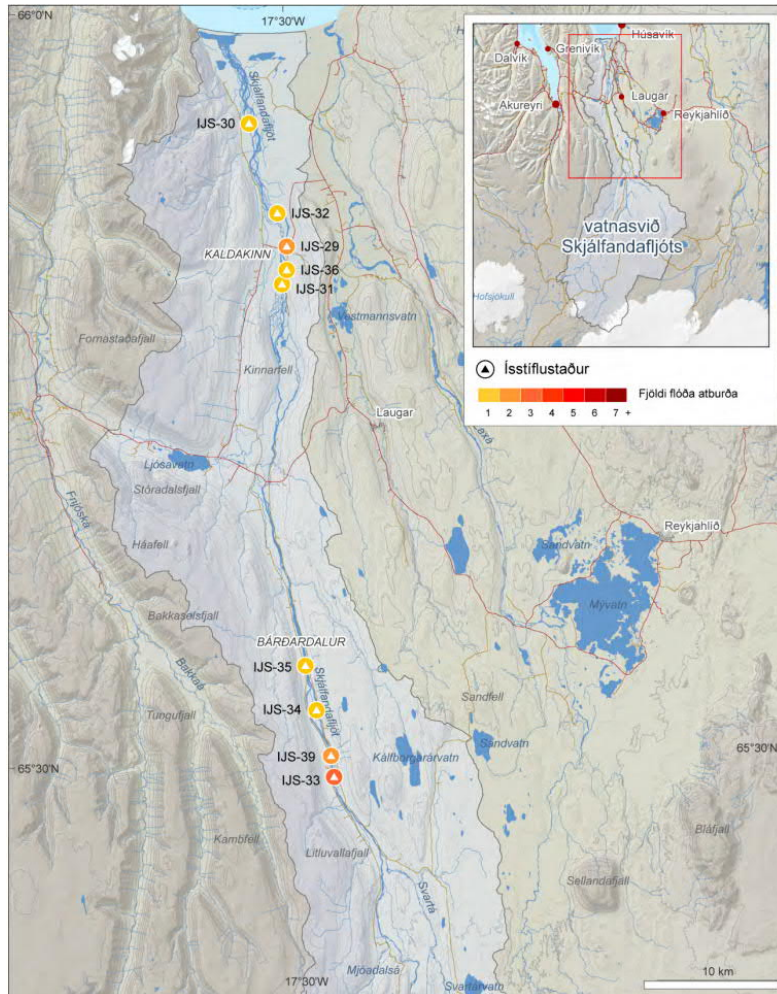 66°0'N
17°30'W
Skjálfandafljót
IJS-30
IJS-32
IJS-29
KALDAKINN
IJS-36
IJS-31
Vestmannsvatn
Fornastaðafjall
Kinnarfell
Laugar
Ljósavatn
Stóradalsfjall
Fnjóská
Háafell
Reykjahlíð
Sandvatn
Mývatn
Bakkaselsfjall
Bakkaá
BÁRÐARDALUR
IJS-35
Skjálfandafljót
IJS-34
Tungufjall
Sandfell
Sandvatn
IJS-39
Kálfborgarárvatn
IJS-33
65°30'N
65°30'N
Bláfjall
Kambfell
Litluvallafjall
Sellandafjall
Svartá
17°30'W
Mjóadalsá
Svartárvatn
10 km
Húsavík
Grenivík
Dalvík
Laugar
Akureyri
Reykjahlíð
vatnasvið
Skjálfandafljóts
Hofsjökull
Ísstíflustaður
Fjöldi flóða atburða
1 2 3 4 5 6 7 +